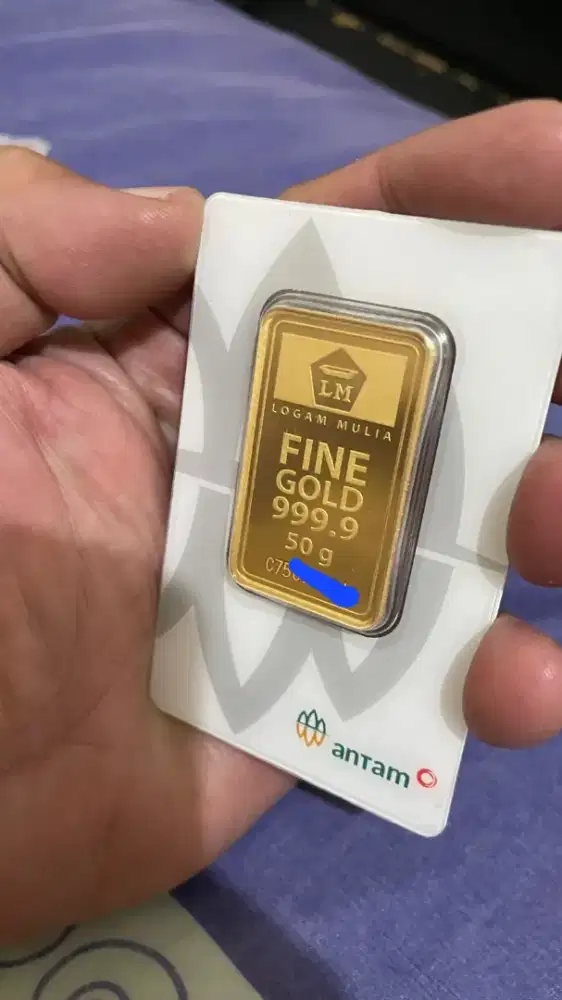 LM
LOGAM MULIA
FINE
GOLD
999.9
50 g
antam